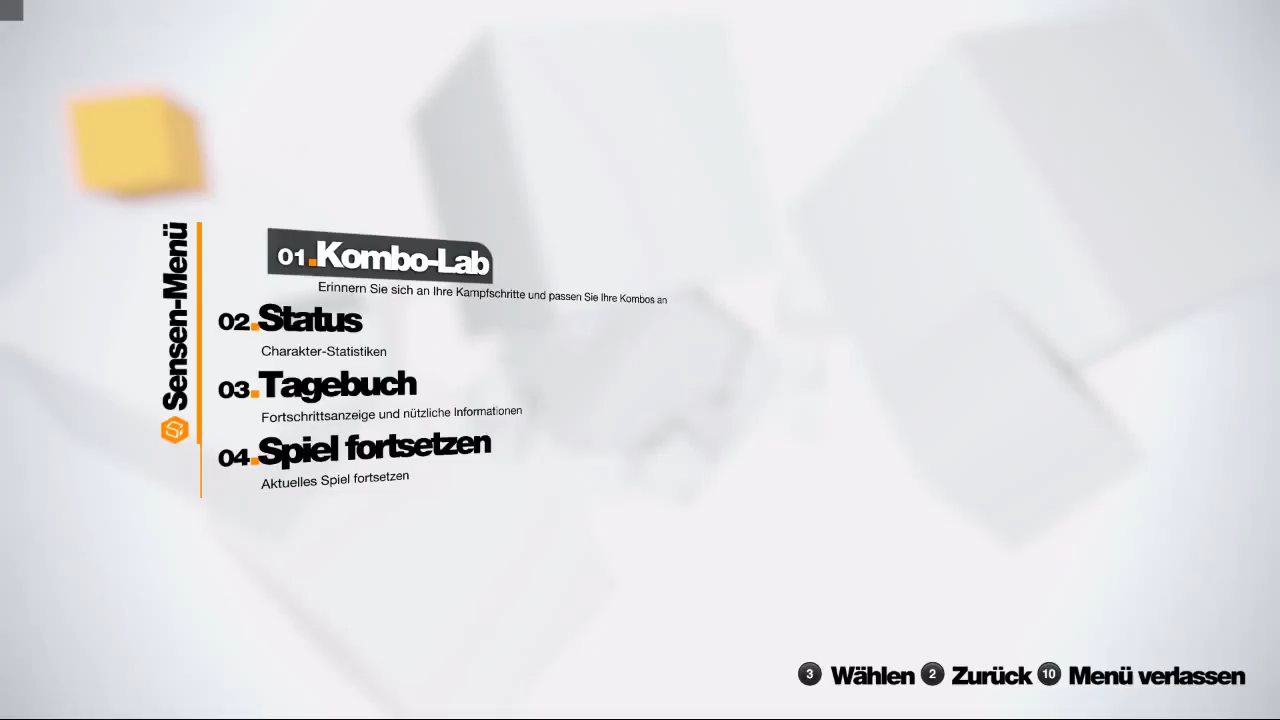 Sensen-Menü
01.Kombo-Lab
Erinnern Sie sich an Ihre Kampfschritte und passen Sie Ihre Kombos an
02.Status
Charakter-Statistiken
03.Tagebuch
Fortschrittsanzeige und nützliche Informationen
04.Spiel fortsetzen
Aktuelles Spiel fortsetzen
3 Wählen 2 Zurück 10 Menü verlassen